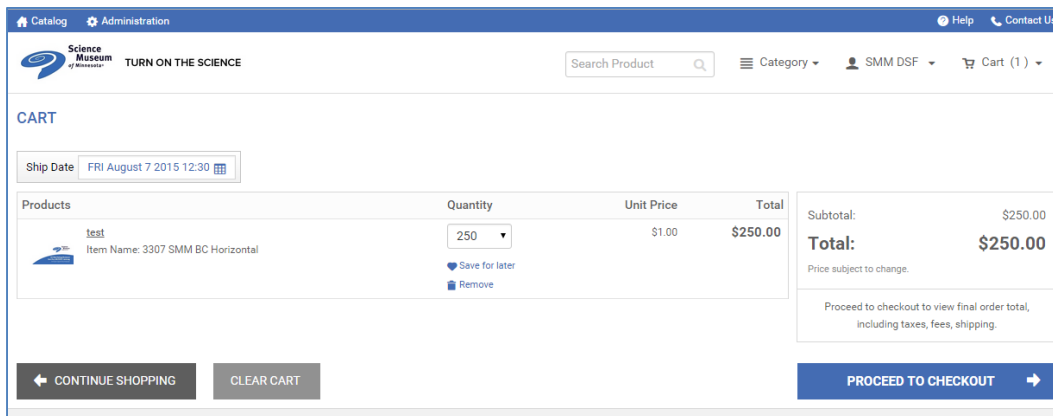 Catalog Administration Help Contact Us
Science
Museum
of Minnesota
TURN ON THE SCIENCE
Search Product Category SMM DSF Cart (1)
CART
Ship Date FRI August 7 2015 12:30
Products Quantity Unit Price Total
test 250 $1.00 $250.00
Item Name: 3307 SMM BC Horizontal
Save for later
Remove
Subtotal: $250.00
Total: $250.00
Price subject to change.
Proceed to checkout to view final order total,
including taxes, fees, shipping.
CONTINUE SHOPPING CLEAR CART PROCEED TO CHECKOUT